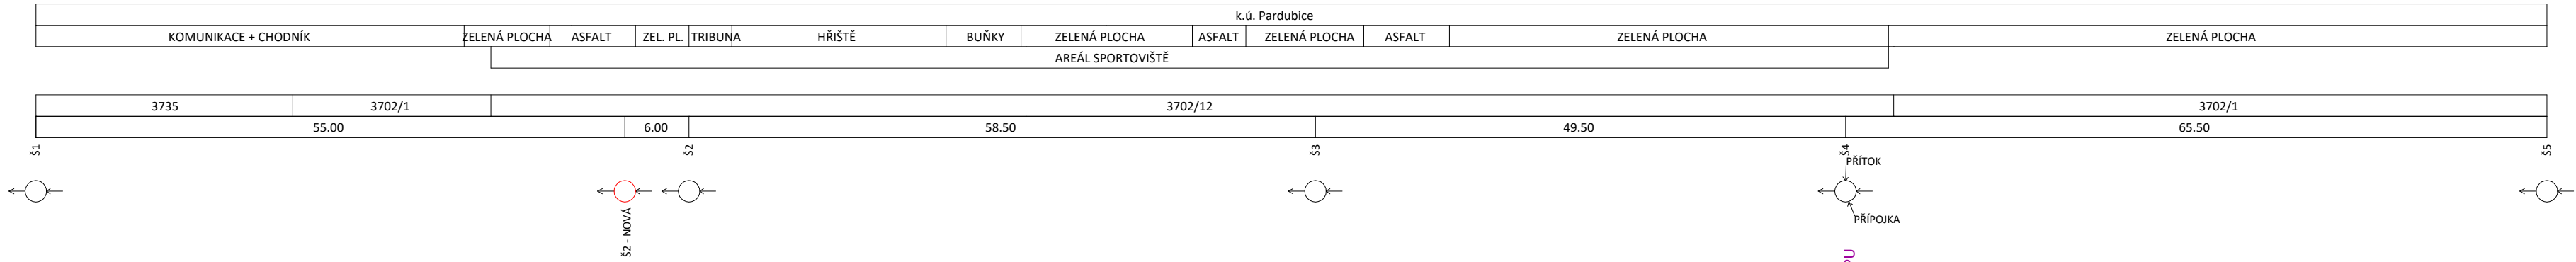 k.ú. Pardubice
KOMUNIKACE + CHODNÍK ZELENÁ PLOCHA ASFALT ZEL. PL. TRIBUNA HŘIŠTĚ BUŇKY ZELENÁ PLOCHA ASFALT ZELENÁ PLOCHA ASFALT ZELENÁ PLOCHA ZELENÁ PLOCHA
AREÁL SPORTOVIŠTĚ
3735 3702/1 3702/12 3702/1
55.00 6.00 58.50 49.50 65.50
Š1 Š2 Š3 Š4 Š5
PŘÍTOK
PŘÍPOJKA
Š2 - NOVÁ